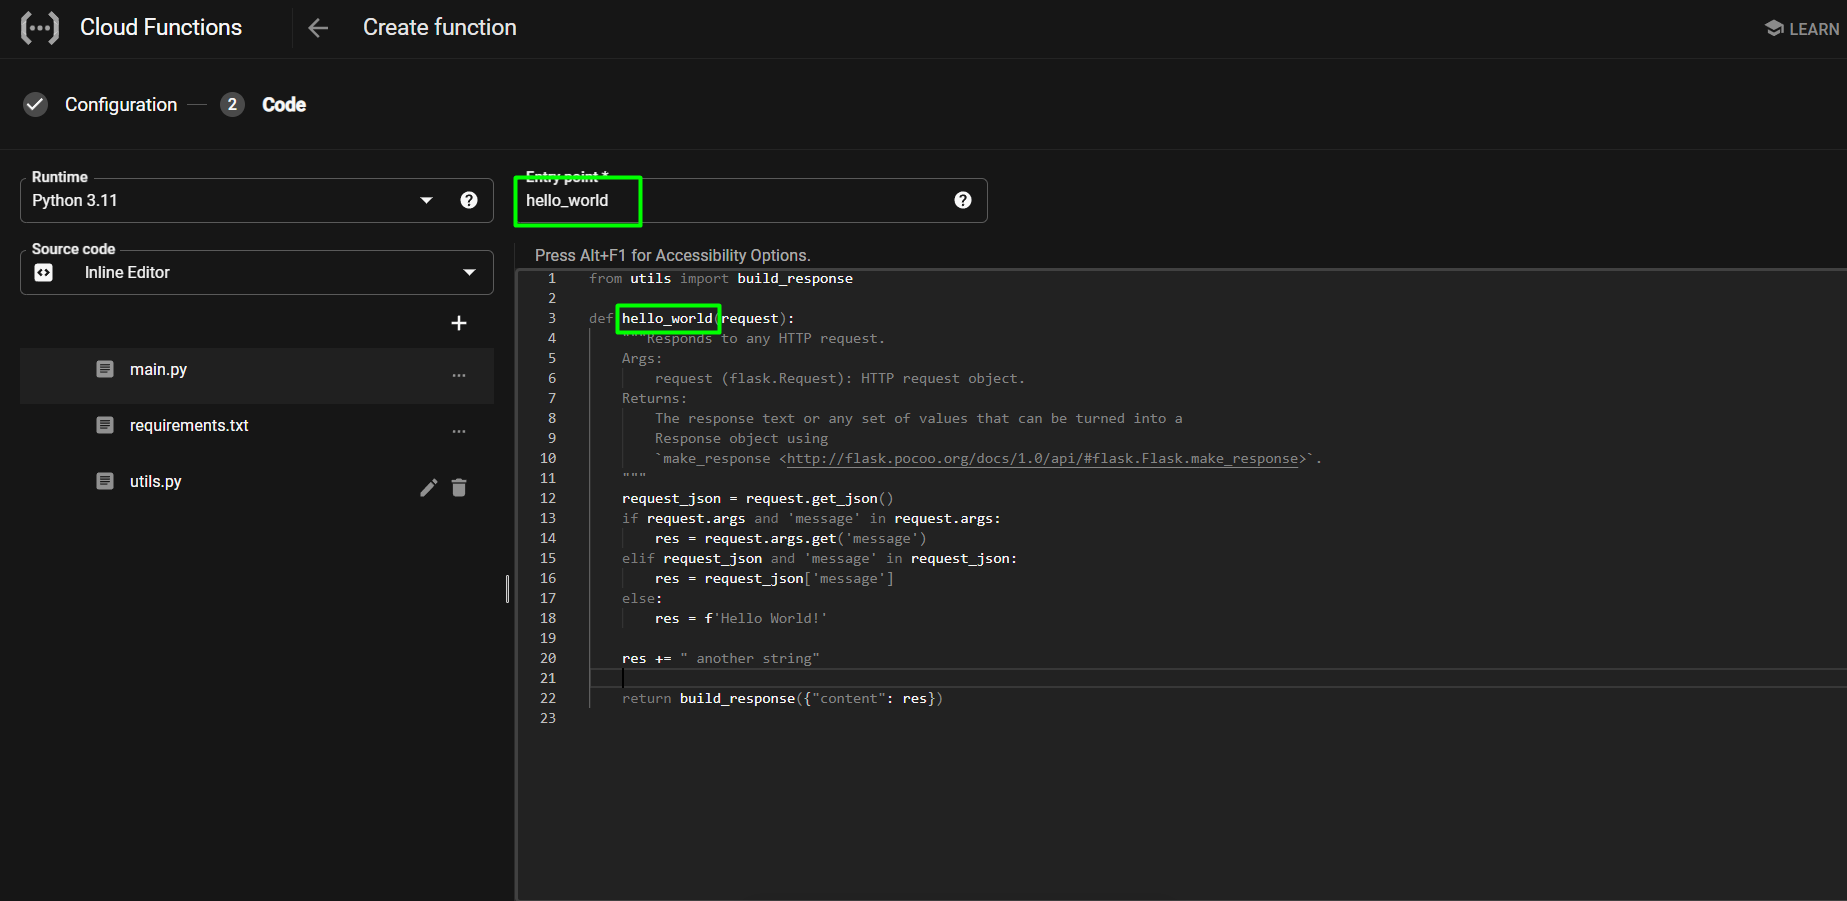 Cloud Functions
Create function
LEARN
Configuration
2
Code
Runtime
Python 3.11
Entry point *
hello_world
Source code
Inline Editor
main.py
...
requirements.txt
...
utils.py
Press Alt+F1 for Accessibility Options.
1 from utils import build_response
2
3 def hello_world(request):
4 """Responds to any HTTP request.
5 Args:
6 request (flask.Request): HTTP request object.
7 Returns:
8 The response text or any set of values that can be turned into a
9 Response object using
10 `make_response <http://flask.pocoo.org/docs/1.0/api/#flask.Flask.make_response>`.
11 """
12 request_json = request.get_json()
13 if request.args and 'message' in request.args:
14 res = request.args.get('message')
15 elif request_json and 'message' in request_json:
16 res = request_json['message']
17 else:
18 res = f'Hello World!'
19
20 res += " another string"
21
22 return build_response({"content": res})
23